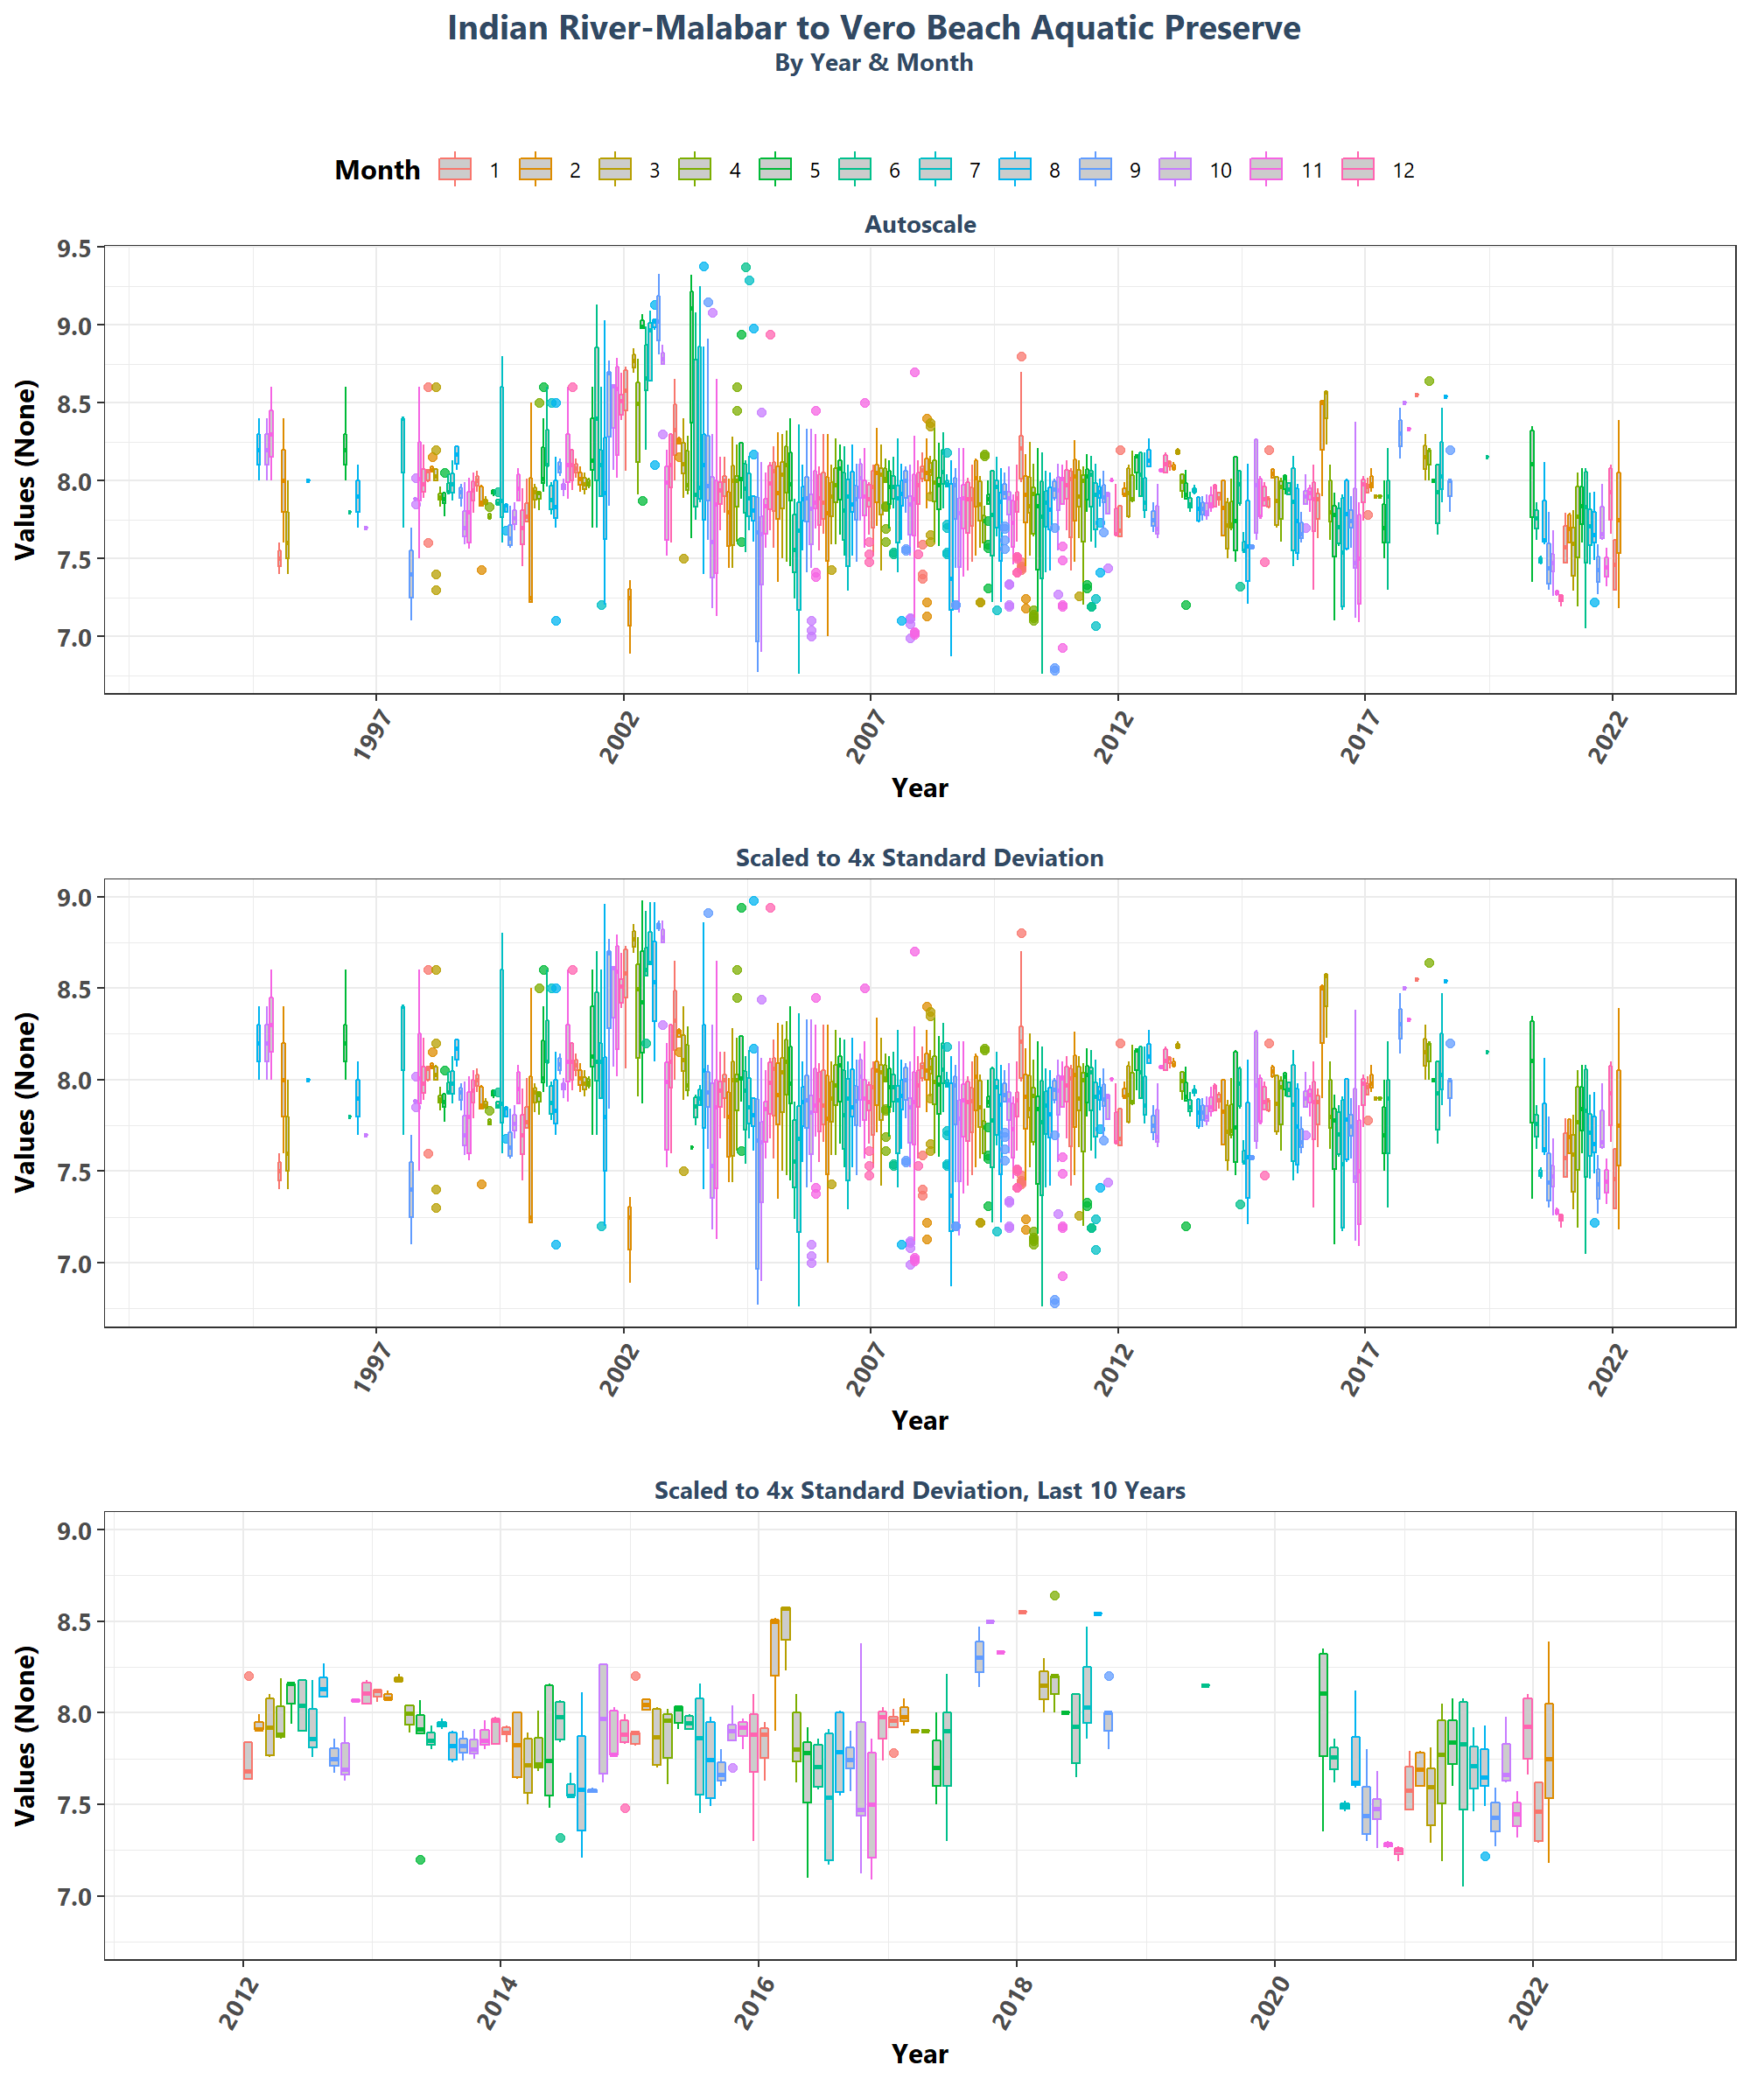 Indian River-Malabar to Vero Beach Aquatic Preserve
By Year & Month
Month 1 2 3 4 5 6 7 8 9 10 11 12
Autoscale
Values (None)
9.5
9.0
8.5
8.0
7.5
7.0
1997 2002 2007 2012 2017 2022
Year
Scaled to 4x Standard Deviation
Values (None)
9.0
8.5
8.0
7.5
7.0
1997 2002 2007 2012 2017 2022
Year
Scaled to 4x Standard Deviation, Last 10 Years
Values (None)
9.0
8.5
8.0
7.5
7.0
2012 2014 2016 2018 2020 2022
Year